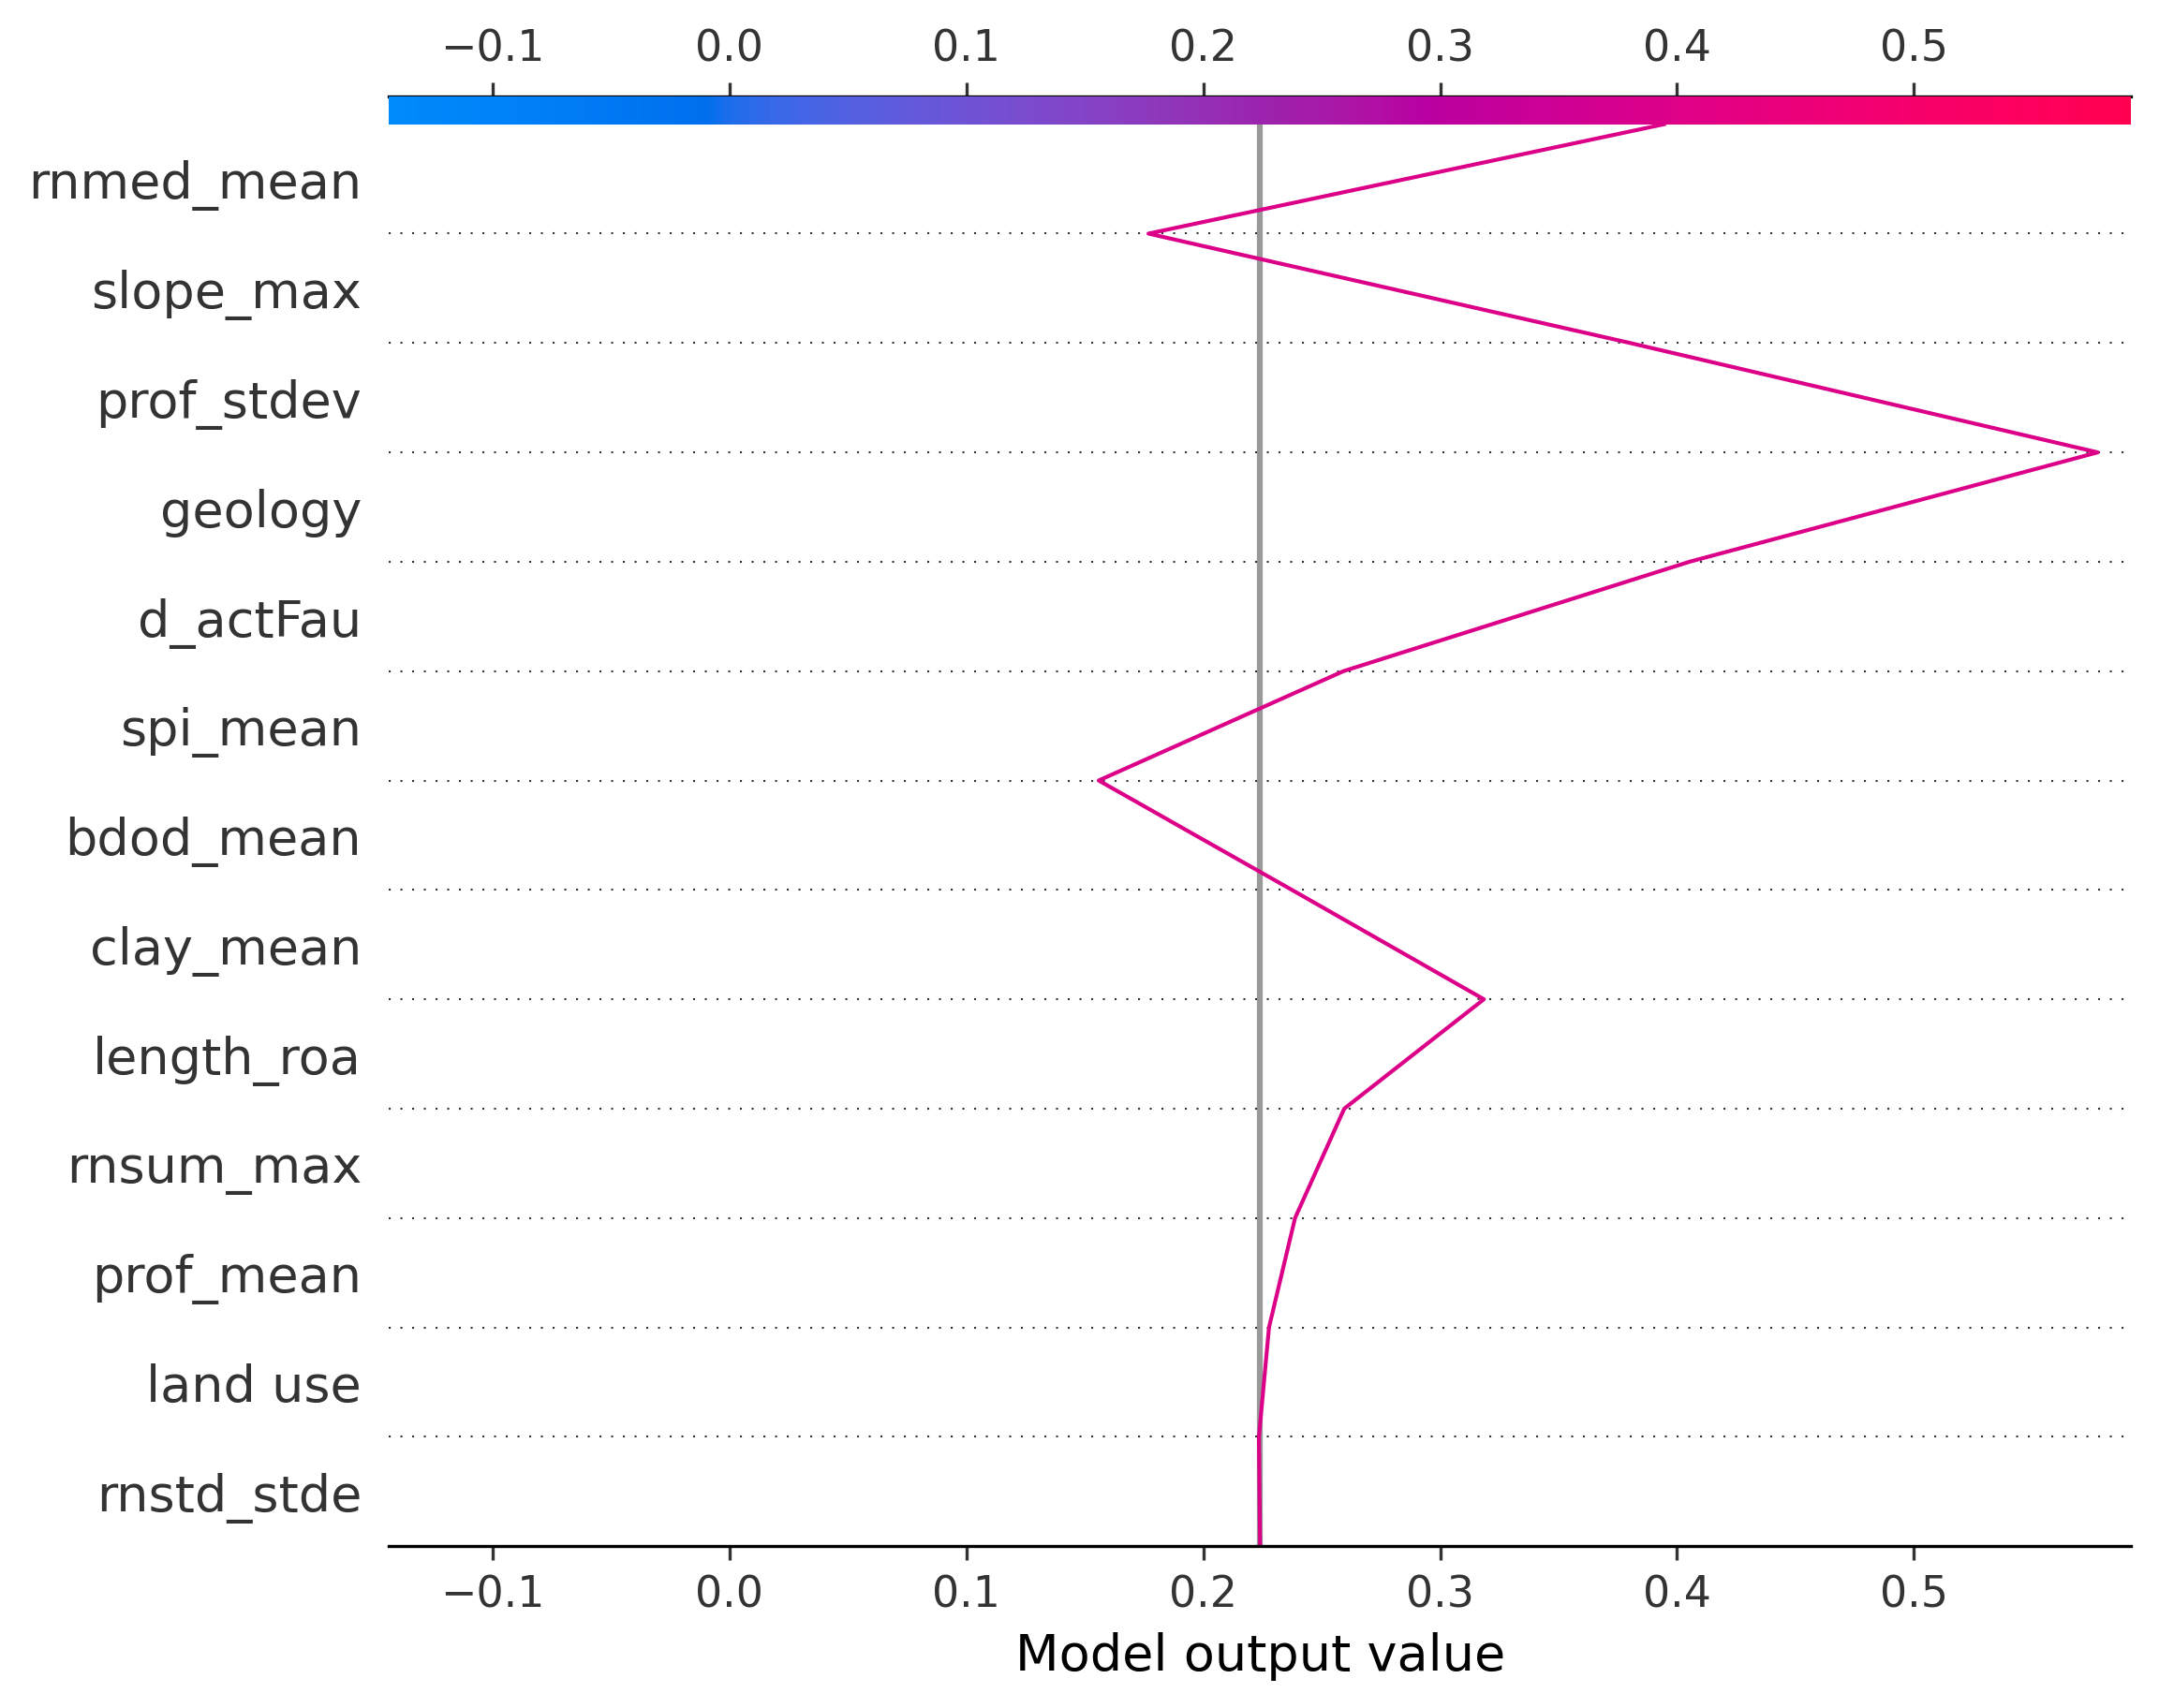 −0.1 0.0 0.1 0.2 0.3 0.4 0.5
rnmed_mean
slope_max
prof_stdev
geology
d_actFau
spi_mean
bdod_mean
clay_mean
length_roa
rnsum_max
prof_mean
land use
rnstd_stde
−0.1 0.0 0.1 0.2 0.3 0.4 0.5
Model output value